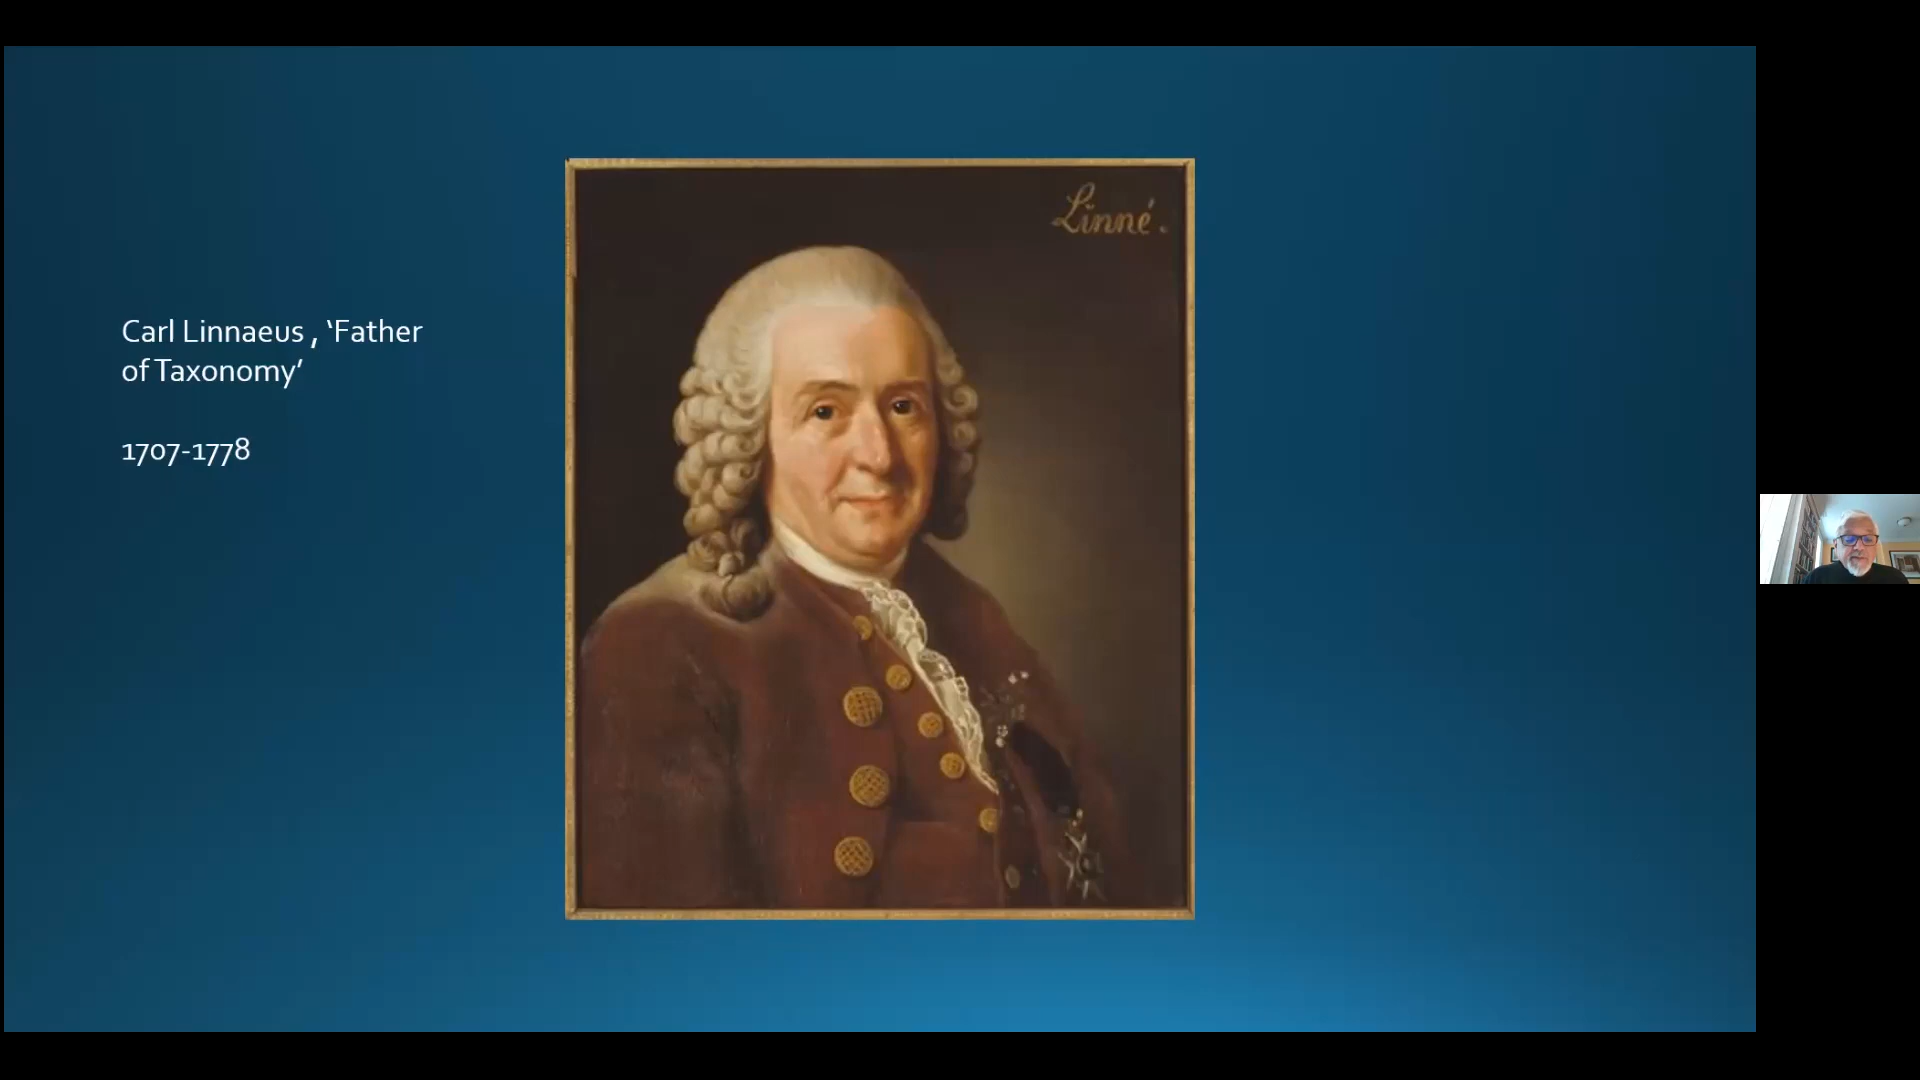 Carl Linnaeus , ‘Father
of Taxonomy’
1707-1778
Linné.